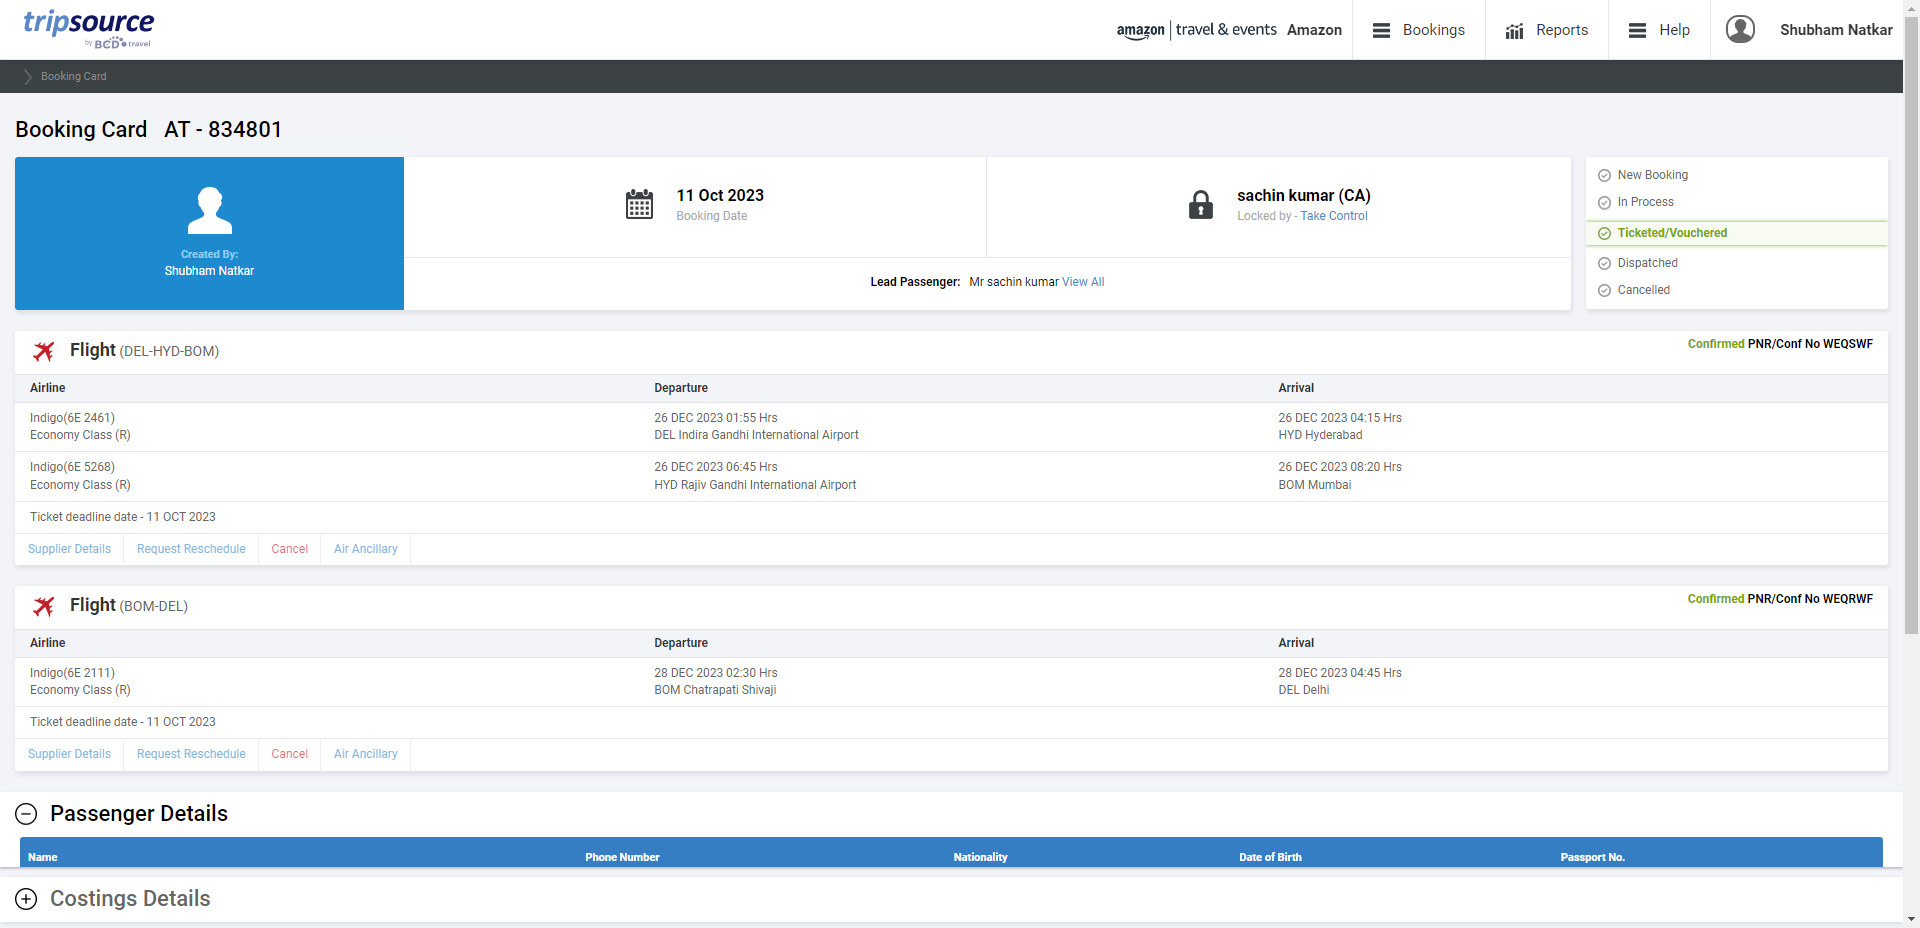 tripsource
by BCD travel
amazon travel & events Amazon
Bookings
Reports
Help
Shubham Natkar
Booking Card
Booking Card AT - 834801
Created By:
Shubham Natkar
11 Oct 2023
Booking Date
sachin kumar (CA)
Locked by - Take Control
Lead Passenger: Mr sachin kumar View All
New Booking
In Process
Ticketed/Vouchered
Dispatched
Cancelled
Flight (DEL-HYD-BOM)
Confirmed PNR/Conf No WEQSWF
Airline Departure Arrival
Indigo(6E 2461) 26 DEC 2023 01:55 Hrs 26 DEC 2023 04:15 Hrs
Economy Class (R) DEL Indira Gandhi International Airport HYD Hyderabad
Indigo(6E 5268) 26 DEC 2023 06:45 Hrs 26 DEC 2023 08:20 Hrs
Economy Class (R) HYD Rajiv Gandhi International Airport BOM Mumbai
Ticket deadline date - 11 OCT 2023
Supplier Details Request Reschedule Cancel Air Ancillary
Flight (BOM-DEL)
Confirmed PNR/Conf No WEQRWF
Airline Departure Arrival
Indigo(6E 2111) 28 DEC 2023 02:30 Hrs 28 DEC 2023 04:45 Hrs
Economy Class (R) BOM Chatrapati Shivaji DEL Delhi
Ticket deadline date - 11 OCT 2023
Supplier Details Request Reschedule Cancel Air Ancillary
Passenger Details
Name Phone Number Nationality Date of Birth Passport No.
Costings Details